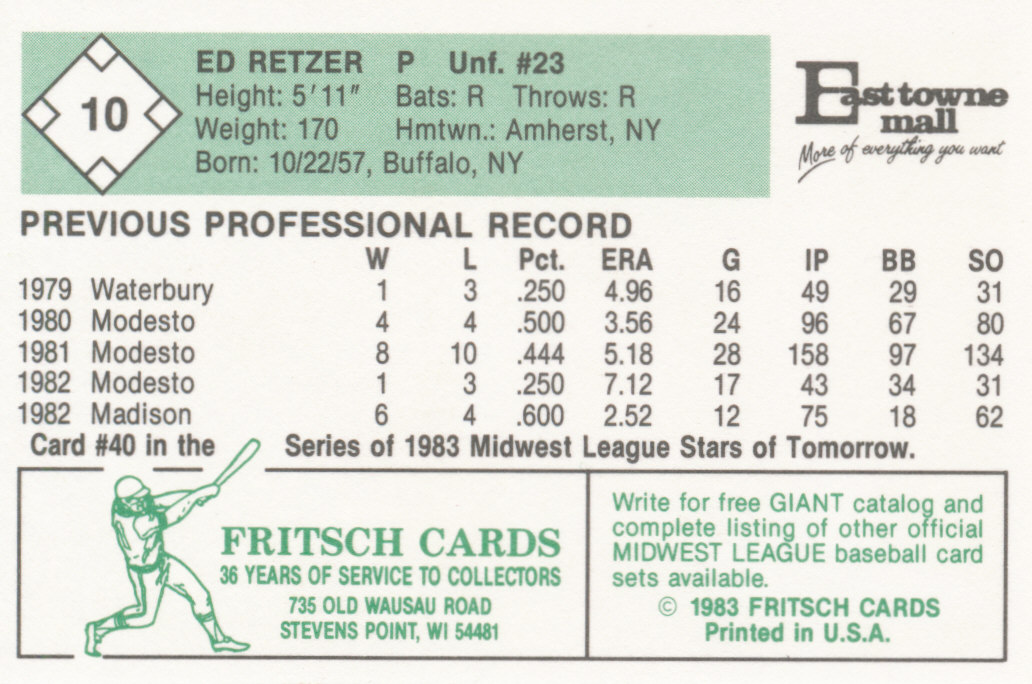 10
ED RETZER P Unf. #23
Height: 5'11" Bats: R Throws: R
Weight: 170 Hmtwn.: Amherst, NY
Born: 10/22/57, Buffalo, NY
East towne
mall
More of everything you want
PREVIOUS PROFESSIONAL RECORD
W L Pct. ERA G IP BB SO
1979 Waterbury 1 3 .250 4.96 16 49 29 31
1980 Modesto 4 4 .500 3.56 24 96 67 80
1981 Modesto 8 10 .444 5.18 28 158 97 134
1982 Modesto 1 3 .250 7.12 17 43 34 31
1982 Madison 6 4 .600 2.52 12 75 18 62
Card #40 in the Series of 1983 Midwest League Stars of Tomorrow.
FRITSCH CARDS
36 YEARS OF SERVICE TO COLLECTORS
735 OLD WAUSAU ROAD
STEVENS POINT, WI 54481
Write for free GIANT catalog and
complete listing of other official
MIDWEST LEAGUE baseball card
sets available.
© 1983 FRITSCH CARDS
Printed in U.S.A.